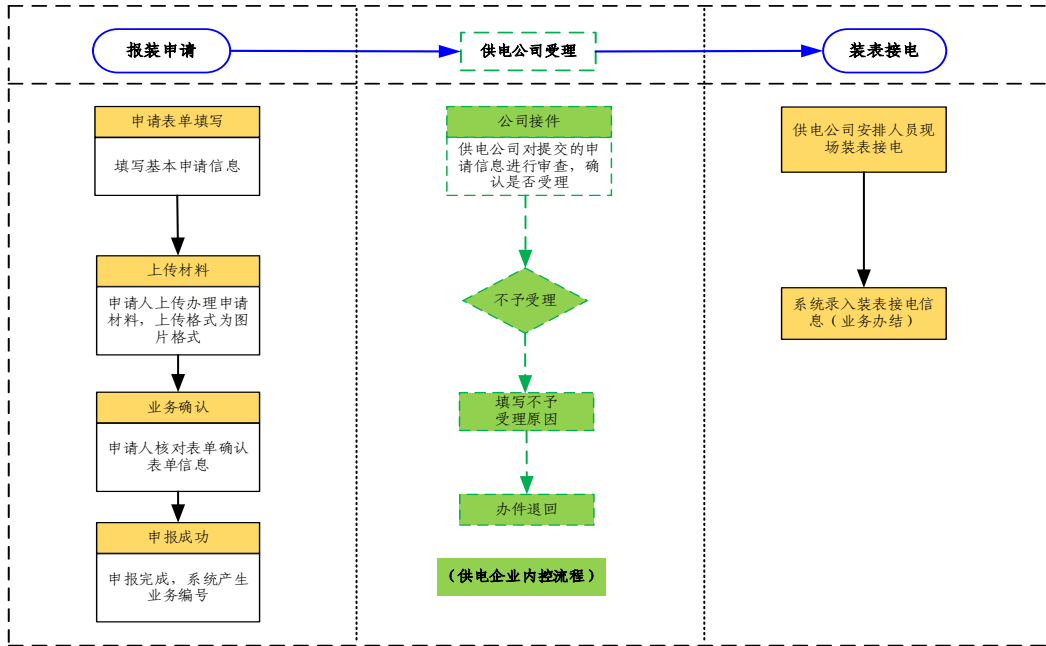 报装申请
供电公司受理
装表接电
申请表单填写
填写基本申请信息
上传材料
申请人上传办理申请
材料，上传格式为图
片格式
业务确认
申请人核对表单确认
表单信息
申报成功
申报完成，系统产生
业务编号
公司接件
供电公司对提交的申
请信息进行审查，确
认是否受理
不予受理
填写不予
受理原因
办件退回
（供电企业内控流程）
供电公司安排人员现
场装表接电
系统录入装表接电信
息（业务办结）